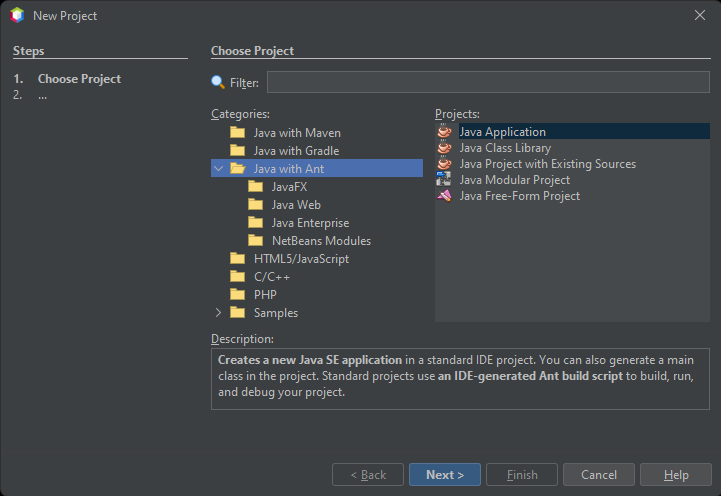 New Project
Steps
1. Choose Project
2. ...
Choose Project
Filter:
Categories:
Java with Maven
Java with Gradle
Java with Ant
JavaFX
Java Web
Java Enterprise
NetBeans Modules
HTML5/JavaScript
C/C++
PHP
Samples
Projects:
Java Application
Java Class Library
Java Project with Existing Sources
Java Modular Project
Java Free-Form Project
Description:
Creates a new Java SE application in a standard IDE project. You can also generate a main
class in the project. Standard projects use an IDE-generated Ant build script to build, run,
and debug your project.
< Back
Next >
Finish
Cancel
Help